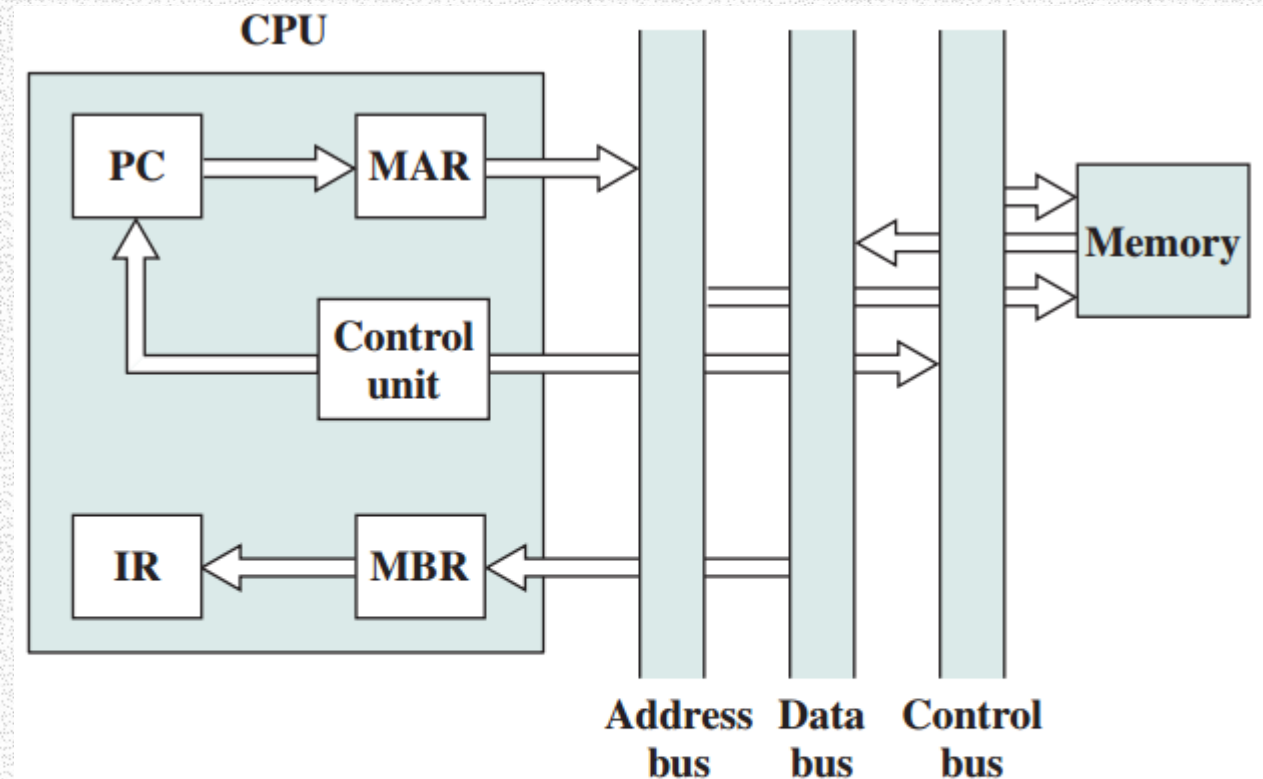 CPU
PC
MAR
Memory
Control
unit
IR
MBR
Address
bus
Data
bus
Control
bus